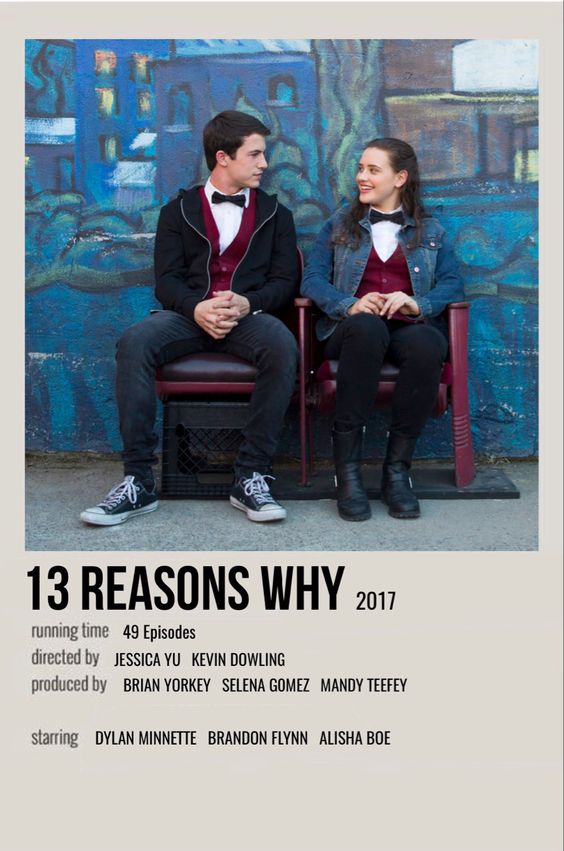 13 REASONS WHY 2017
running time 49 Episodes
directed by JESSICA YU KEVIN DOWLING
produced by BRIAN YORKEY SELENA GOMEZ MANDY TEEFEY
starring DYLAN MINNETTE BRANDON FLYNN ALISHA BOE